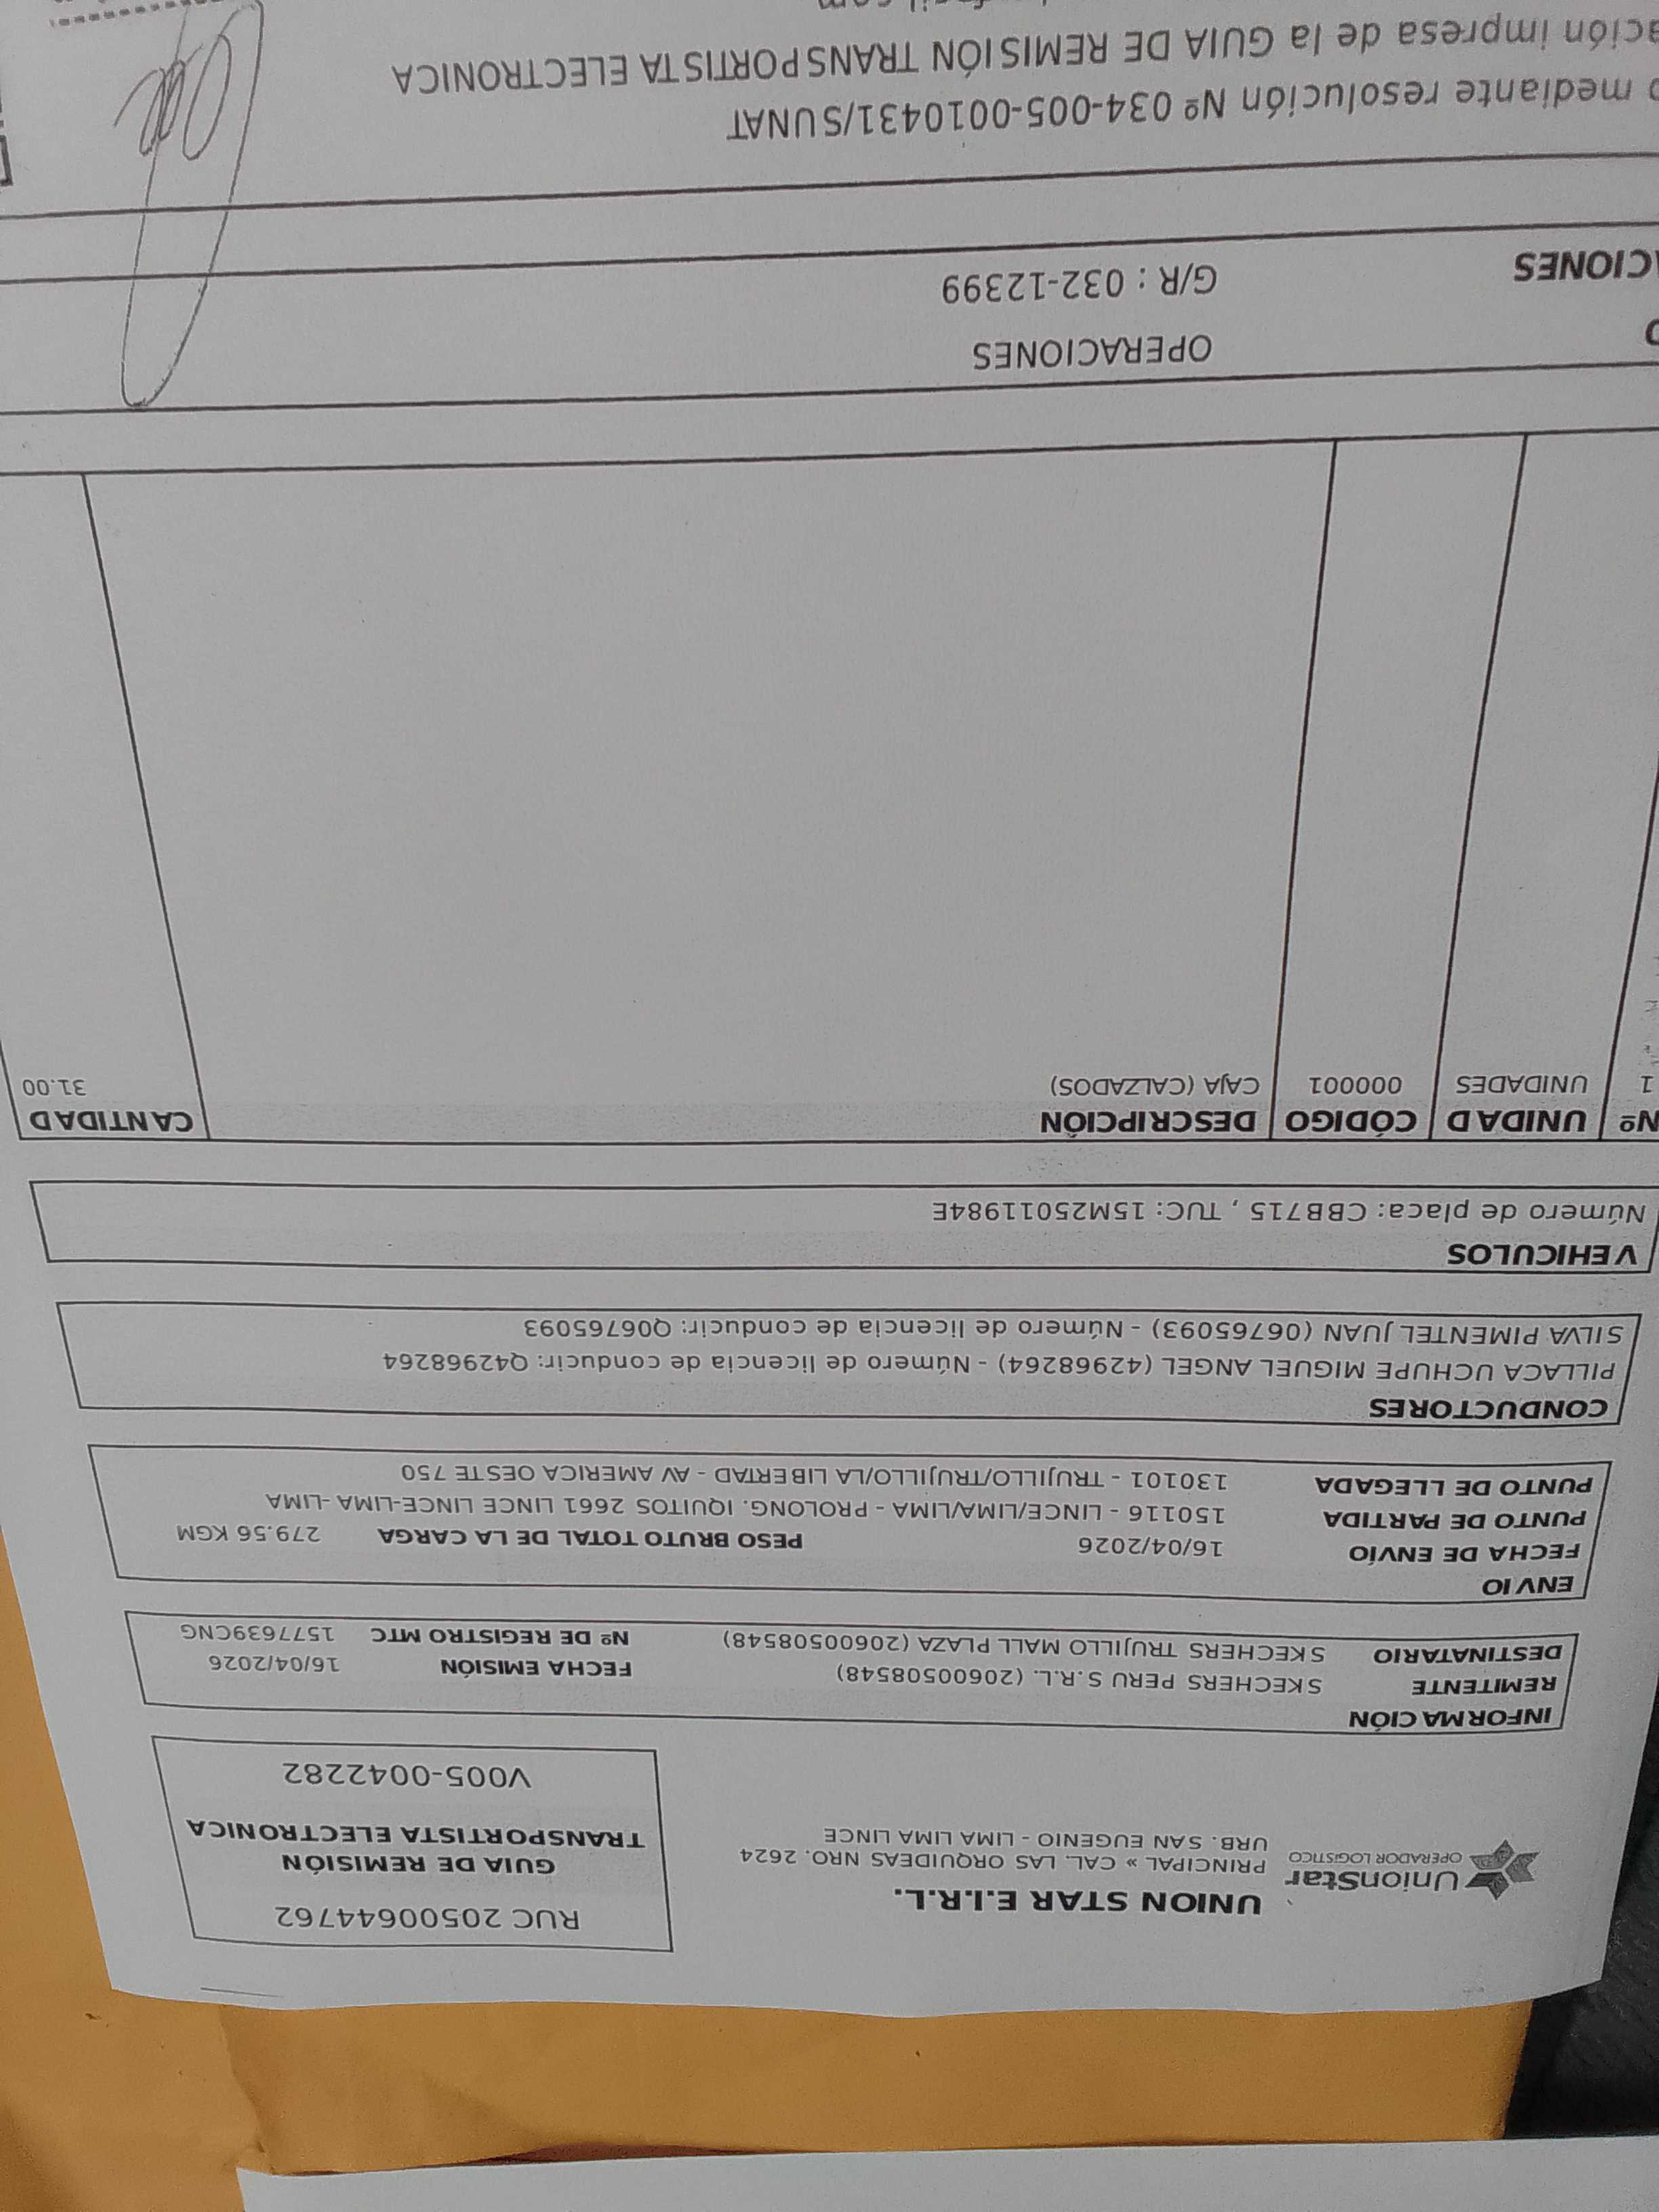 UnionStar
OPERADOR LOGISTICO
UNION STAR E.I.R.L.
PRINCIPAL » CAL. LAS ORQUIDEAS NRO. 2624
URB. SAN EUGENIO - LIMA LIMA LINCE
RUC 20500644762
GUIA DE REMISIÓN
TRANSPORTISTA ELECTRONICA
V005-0042282
INFORMACIÓN
REMITENTE SKECHERS PERU S.R.L. (20600508548) FECHA EMISIÓN 16/04/2026
DESTINATARIO SKECHERS TRUJILLO MALL PLAZA (20600508548) Nº DE REGISTRO MTC 1577639CNG
ENVIO
FECHA DE ENVÍO 16/04/2026 PESO BRUTO TOTAL DE LA CARGA 279.56 KGM
PUNTO DE PARTIDA 150116 - LINCE/LIMA/LIMA - PROLONG. IQUITOS 2661 LINCE LINCE-LIMA -LIMA
PUNTO DE LLEGADA 130101 - TRUJILLO/TRUJILLO/LA LIBERTAD - AV AMERICA OESTE 750
CONDUCTORES
PILLACA UCHUPE MIGUEL ANGEL (42968264) - Número de licencia de conducir: Q42968264
SILVA PIMENTEL JUAN (06765093) - Número de licencia de conducir: Q06765093
VEHICULOS
Número de placa: CBB715 , TUC: 15M25011984E
Nº UNIDAD CÓDIGO DESCRIPCIÓN CANTIDAD
1 UNIDADES 000001 CAJA (CALZADOS) 31.00
OPERACIONES
G/R : 032-12399
mediante resolución Nº 034-005-0010431/SUNAT
impresa de la GUIA DE REMISIÓN TRANSPORTISTA ELECTRONICA